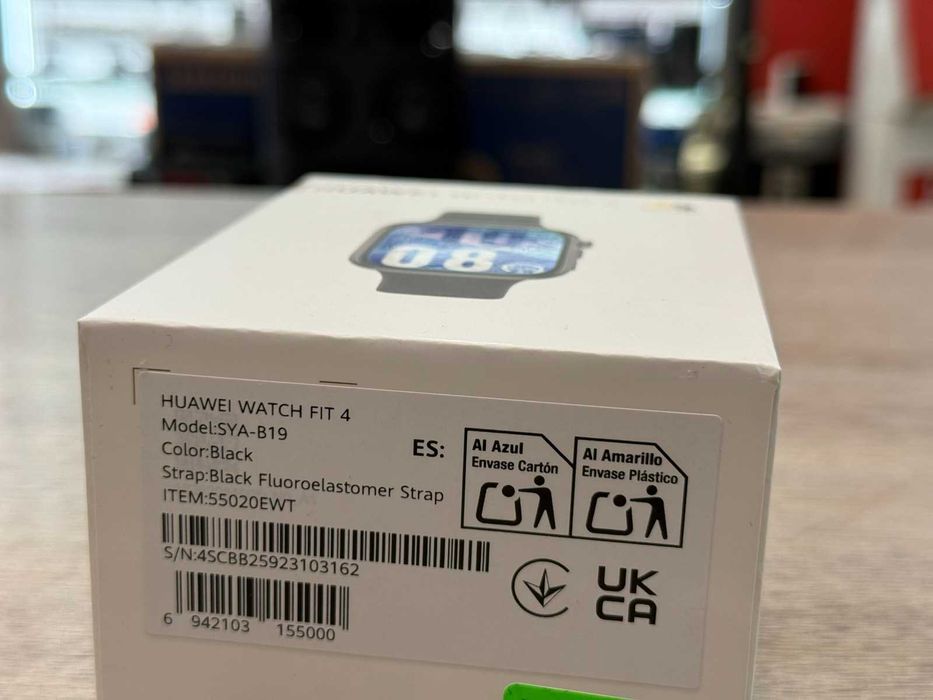 08
HUAWEI WATCH FIT 4
Model:SYA-B19
Color:Black
Strap:Black Fluoroelastomer Strap
ITEM:55020EWT
S/N:4SCBB25923103162
6 942103 155000
ES:
Al Azul
Envase Cartón
Al Amarillo
Envase Plástico
UK
CA